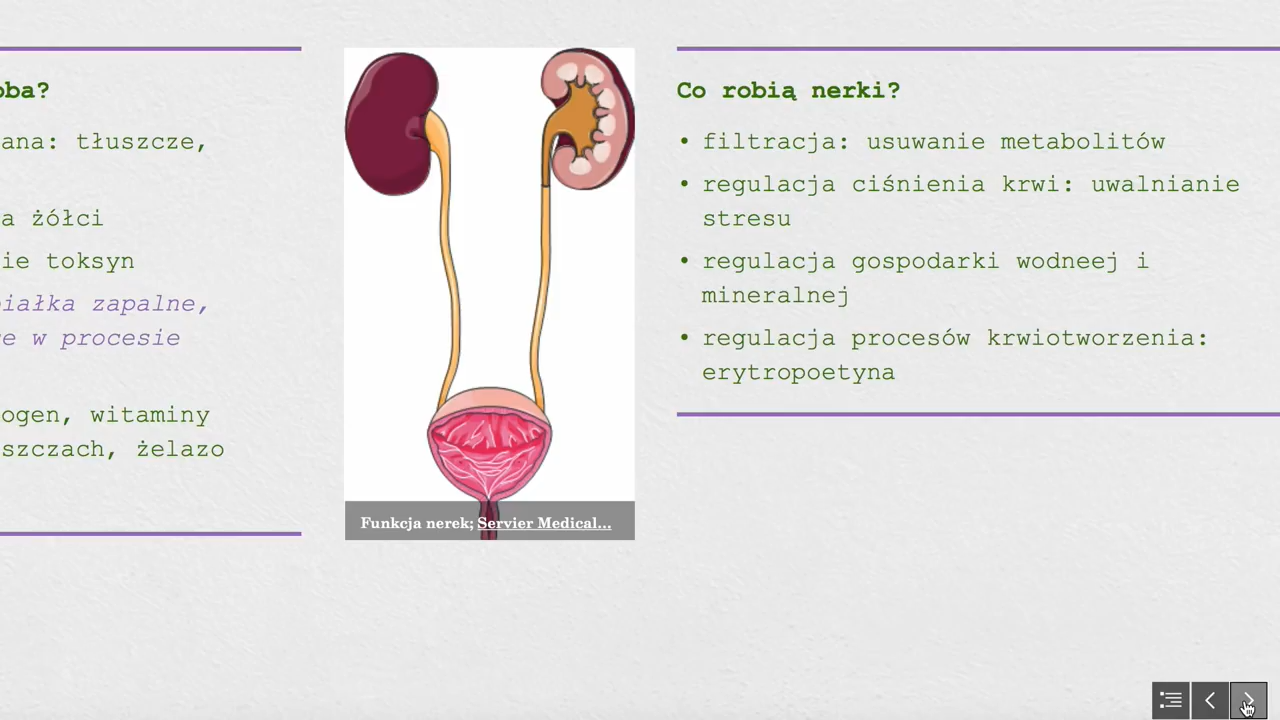 oba?
ana: tłuszcze,
a żółci
ie toksyn
białka zapalne,
e w procesie
ogen, witaminy
szczach, żelazo
Funkcja nerek; Servier Medical...
Co robią nerki?
• filtracja: usuwanie metabolitów
• regulacja ciśnienia krwi: uwalnianie
stresu
• regulacja gospodarki wodneej i
mineralnej
• regulacja procesów krwiotworzenia:
erytropoetyna